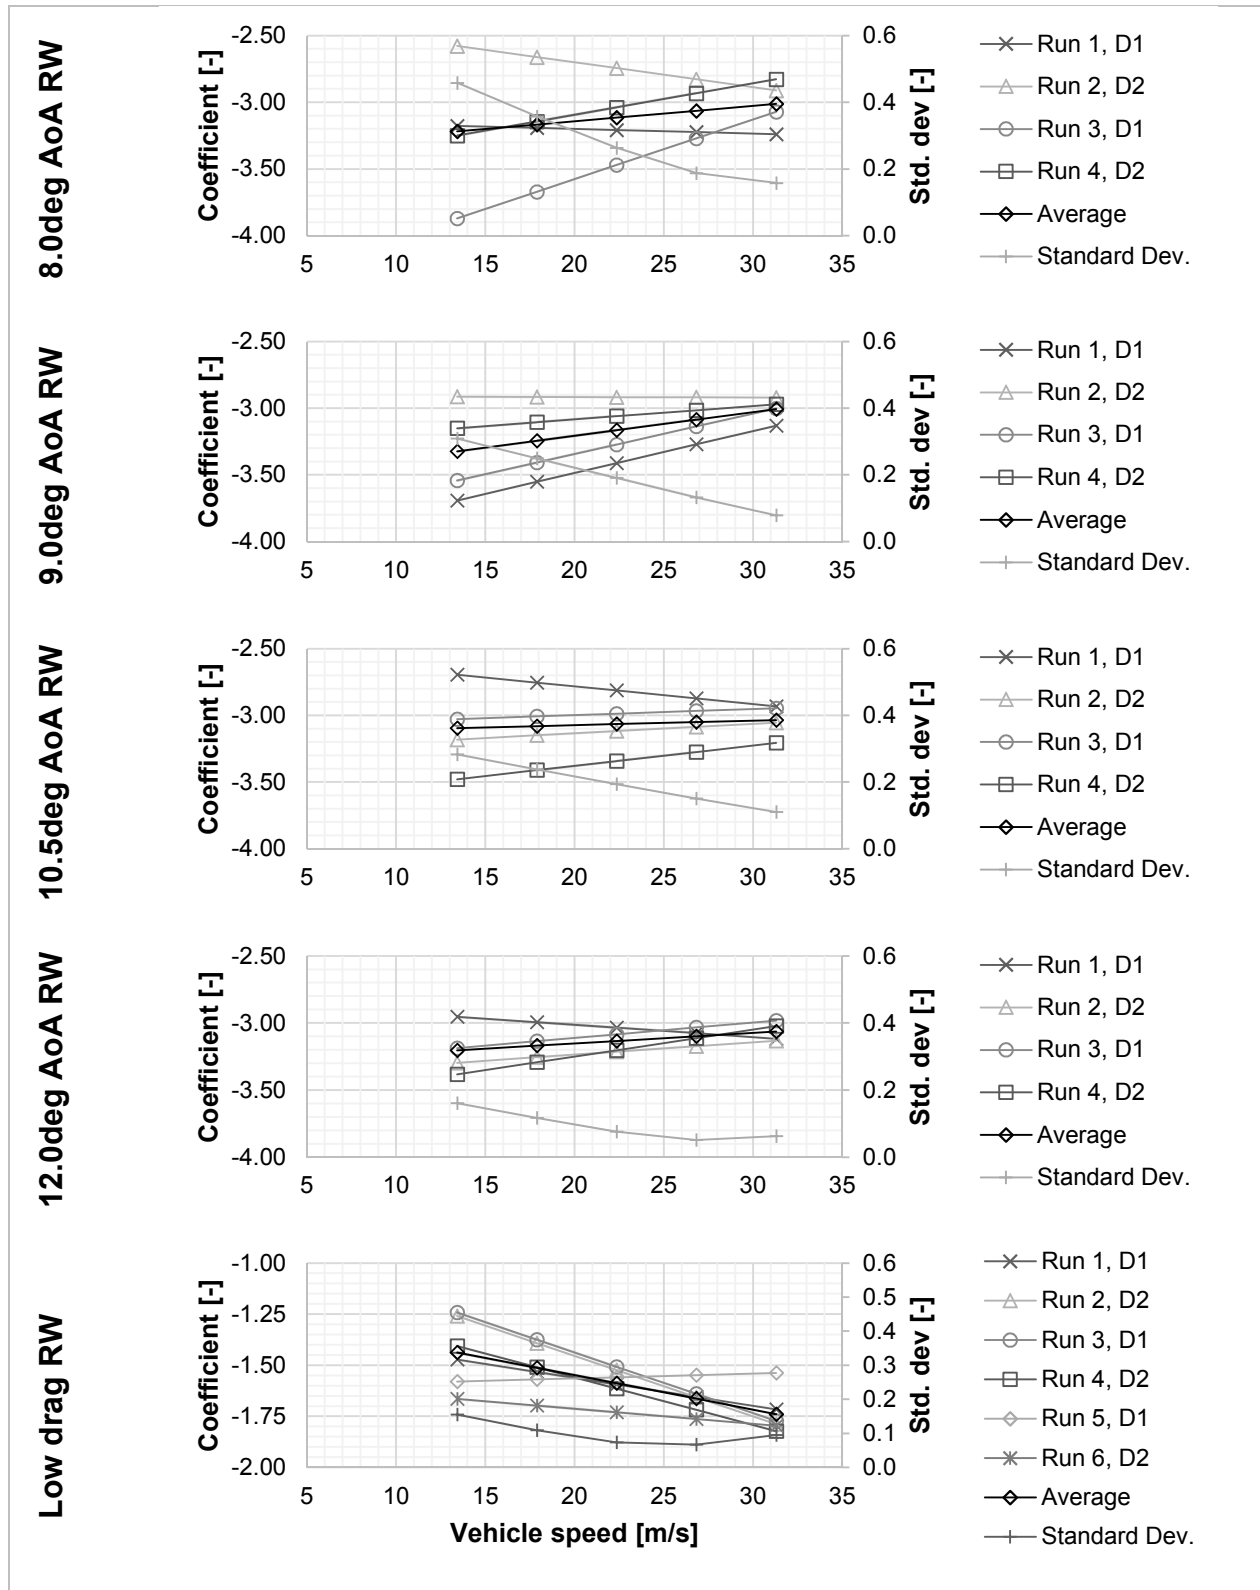 8.0deg AoA RW
Coefficient [-]
-2.50
-3.00
-3.50
-4.00
0.6
0.4
0.2
0.0
Std. dev [-]
5 10 15 20 25 30 35
Run 1, D1
Run 2, D2
Run 3, D1
Run 4, D2
Average
Standard Dev.
9.0deg AoA RW
Coefficient [-]
-2.50
-3.00
-3.50
-4.00
0.6
0.4
0.2
0.0
Std. dev [-]
5 10 15 20 25 30 35
Run 1, D1
Run 2, D2
Run 3, D1
Run 4, D2
Average
Standard Dev.
10.5deg AoA RW
Coefficient [-]
-2.50
-3.00
-3.50
-4.00
0.6
0.4
0.2
0.0
Std. dev [-]
5 10 15 20 25 30 35
Run 1, D1
Run 2, D2
Run 3, D1
Run 4, D2
Average
Standard Dev.
12.0deg AoA RW
Coefficient [-]
-2.50
-3.00
-3.50
-4.00
0.6
0.4
0.2
0.0
Std. dev [-]
5 10 15 20 25 30 35
Run 1, D1
Run 2, D2
Run 3, D1
Run 4, D2
Average
Standard Dev.
Low drag RW
Coefficient [-]
-1.00
-1.25
-1.50
-1.75
-2.00
0.6
0.5
0.4
0.3
0.2
0.1
0.0
Std. dev [-]
5 10 15 20 25 30 35
Vehicle speed [m/s]
Run 1, D1
Run 2, D2
Run 3, D1
Run 4, D2
Run 5, D1
Run 6, D2
Average
Standard Dev.